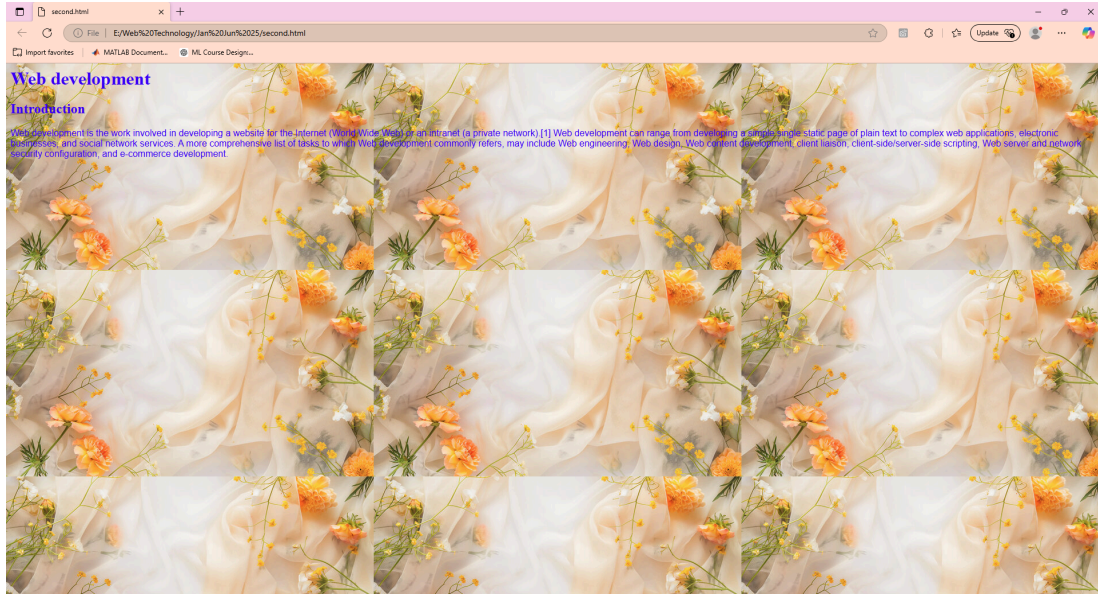 second.html
File
E:/Web%20Technology/Jan%20Jun%2025/second.html
Update
Import favorites
MATLAB Document...
ML Course Design:...
Web development
Introduction
Web development is the work involved in developing a website for the Internet (World Wide Web) or an intranet (a private network).[1] Web development can range from developing a simple single static page of plain text to complex web applications, electronic
businesses, and social network services. A more comprehensive list of tasks to which Web development commonly refers, may include Web engineering, Web design, Web content development, client liaison, client-side/server-side scripting, Web server and network
security configuration, and e-commerce development.